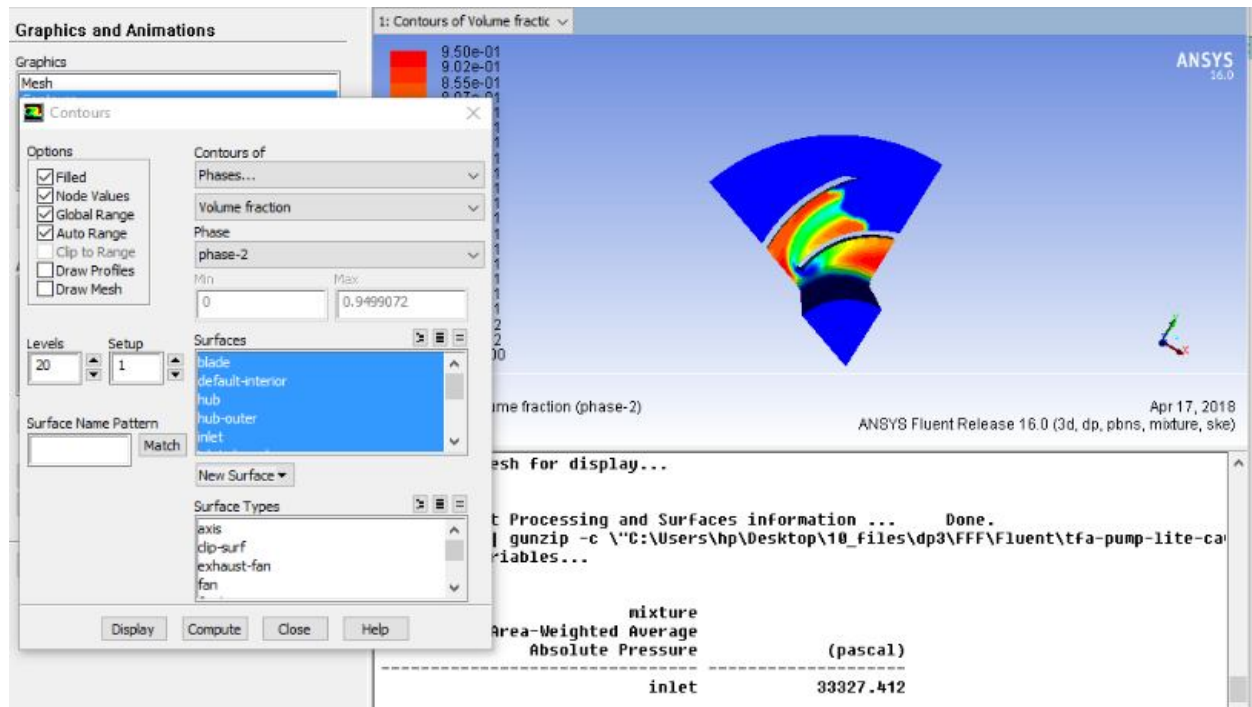 Graphics and Animations
Graphics
Mesh
Contours
Options
Filled
Node Values
Global Range
Auto Range
Clip to Range
Draw Profiles
Draw Mesh
Contours of
Phases...
Volume fraction
Phase
phase-2
Min
Max
0
0.9499072
Levels
Setup
20
1
Surfaces
blade
default-interior
hub
hub-outer
inlet
Surface Name Pattern
Match
New Surface
Surface Types
axis
clip-surf
exhaust-fan
fan
Display
Compute
Close
Help
1: Contours of Volume fractic
9.50e-01
9.02e-01
8.55e-01
ANSYS
16.0
ume fraction (phase-2)
Apr 17, 2018
ANSYS Fluent Release 16.0 (3d, dp, pbns, mixture, ske)
esh for display...
t Processing and Surfaces information ... Done.
| gunzip -c \"C:\Users\hp\Desktop\10_files\dp3\FFF\Fluent\tfa-pump-lite-ca
riables...
mixture
Area-Weighted Average
Absolute Pressure (pascal)
-------------------------------- --------------------
inlet 33327.412